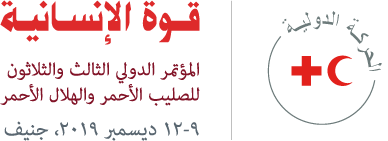 قوة الإنسانية
المؤتمر الدولي الثالث والثلاثون
للصليب الأحمر والهلال الأحمر
٩-١٢ ديسمبر ٢٠١٩، جنيف
الحركة الدولية